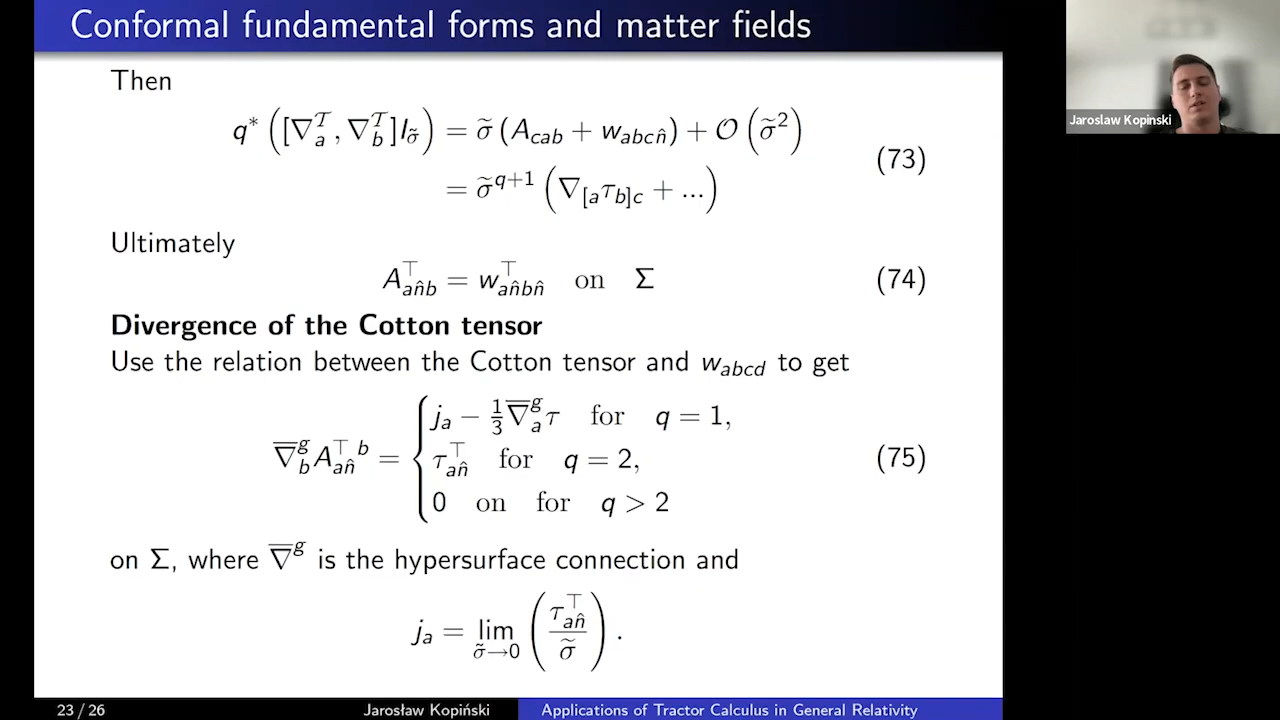 Conformal fundamental forms and matter fields
Jaroslaw Kopinski
Then
q* ([∇ᵀₐ, ∇ᵀ_b]I_σ̃) = σ̃ (A_cab + w_abcn̂) + 𝒪 (σ̃²)
= σ̃^{q+1} (∇_[a τ_b]c + ...)
(73)
Ultimately
A^⊤_an̂b = w^⊤_an̂bn̂ on Σ (74)
Divergence of the Cotton tensor
Use the relation between the Cotton tensor and w_abcd to get
j_a − 1/3 ∇̅^g_a τ for q = 1,
∇̅^g_b A^⊤_an̂^b = { τ^⊤_an̂ for q = 2, (75)
0 on for q > 2
on Σ, where ∇̅^g is the hypersurface connection and
j_a = lim_{σ̃→0} (τ^⊤_an̂ / σ̃) .
23 / 26 Jarosław Kopiński Applications of Tractor Calculus in General Relativity